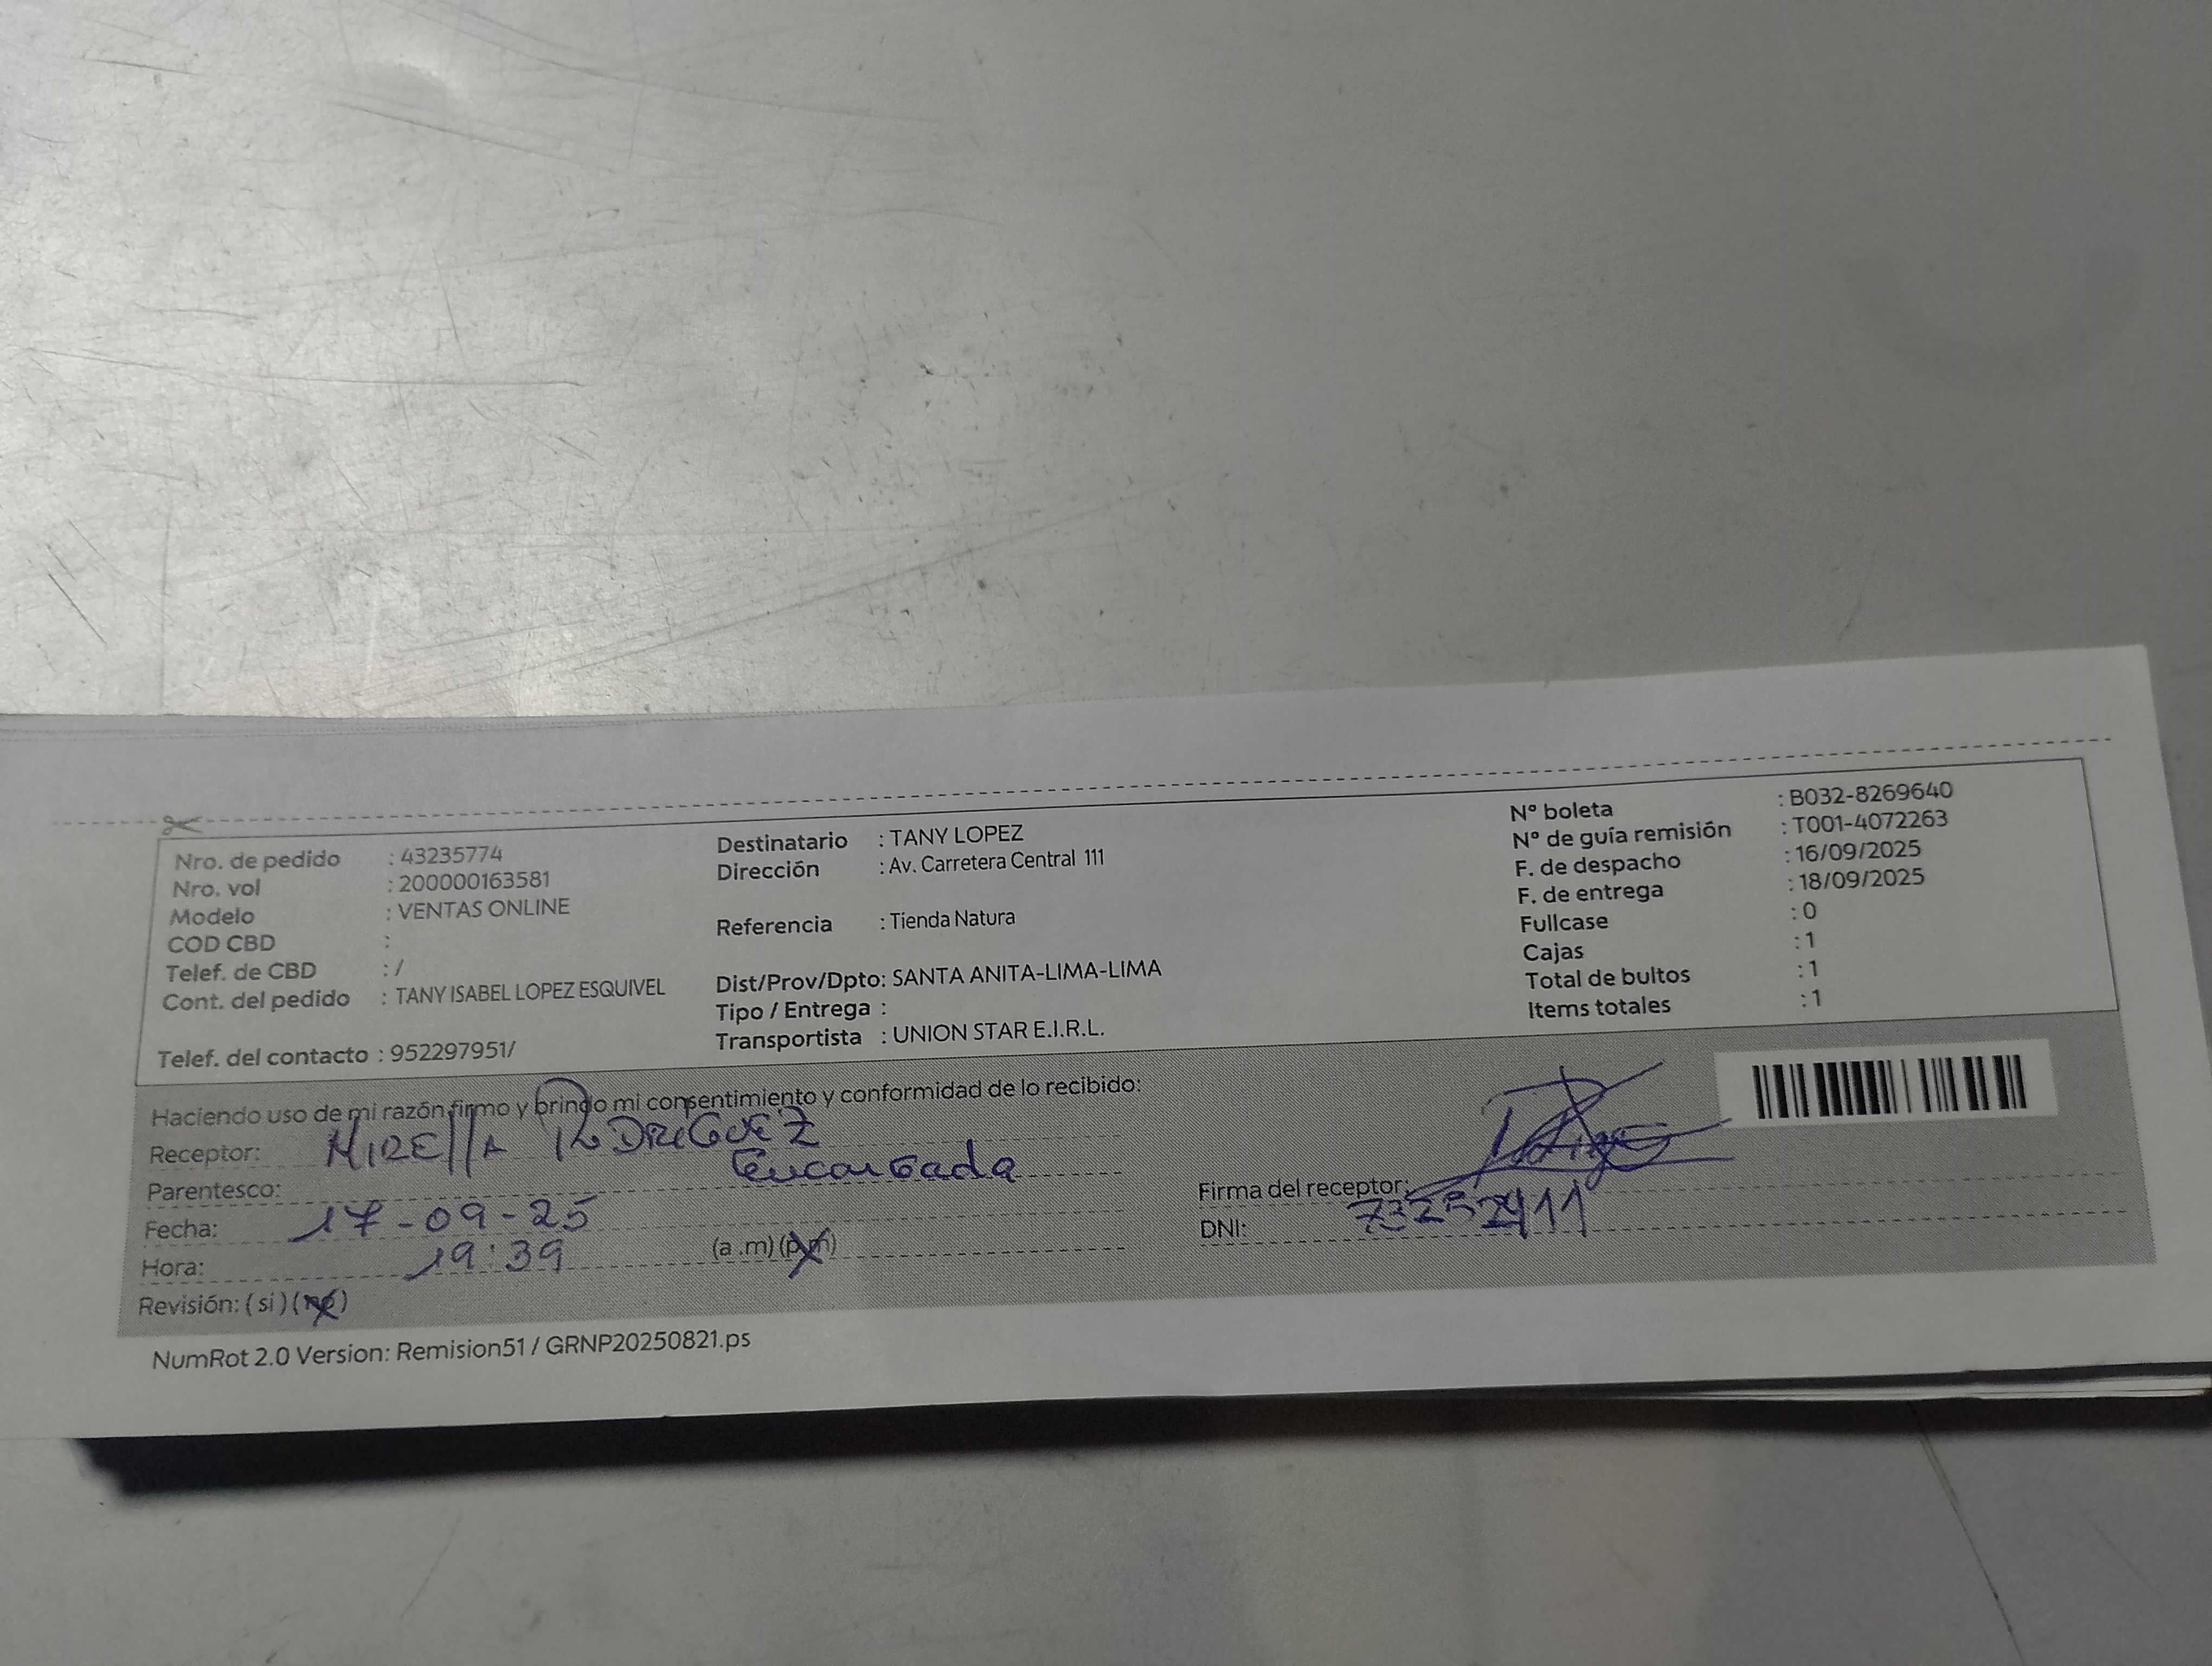 Nro. de pedido : 43235774
Nro. vol : 200000163581
Modelo : VENTAS ONLINE
COD CBD :
Telef. de CBD : /
Cont. del pedido : TANY ISABEL LOPEZ ESQUIVEL
Telef. del contacto : 952297951/
Destinatario : TANY LOPEZ
Dirección : Av. Carretera Central 111
Referencia : Tienda Natura
Dist/Prov/Dpto: SANTA ANITA-LIMA-LIMA
Tipo / Entrega :
Transportista : UNION STAR E.I.R.L.
N° boleta : B032-8269640
N° de guía remisión : T001-4072263
F. de despacho : 16/09/2025
F. de entrega : 18/09/2025
Fullcase : 0
Cajas : 1
Total de bultos : 1
Items totales : 1
Haciendo uso de mi razón firmo y brindo mi consentimiento y conformidad de lo recibido:
Receptor: MIRELLA RODRIGUEZ
Parentesco: Encargada
Fecha: 17-09-25
Hora: 19:39 (a .m) (p.m)
Revisión: ( si ) ( no )
Firma del receptor:
DNI:
NumRot 2.0 Version: Remision51 / GRNP20250821.ps